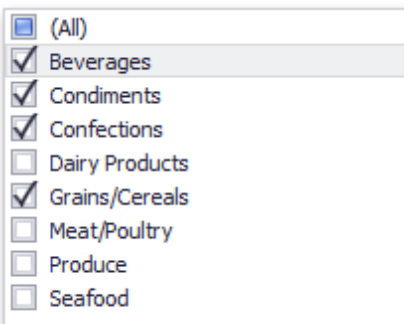 (All)
Beverages
Condiments
Confections
Dairy Products
Grains/Cereals
Meat/Poultry
Produce
Seafood